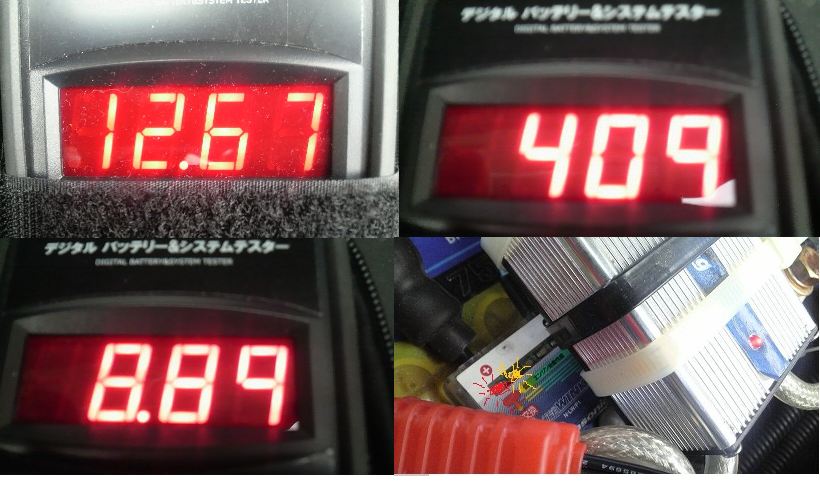 SYSTEM TESTER
12.67
デジタル バッテリー&システムテスター
DIGITAL BATTERY&SYSTEM TESTER
409
デジタル バッテリー&システムテスター
DIGITAL BATTERY&SYSTEM TESTER
8.89